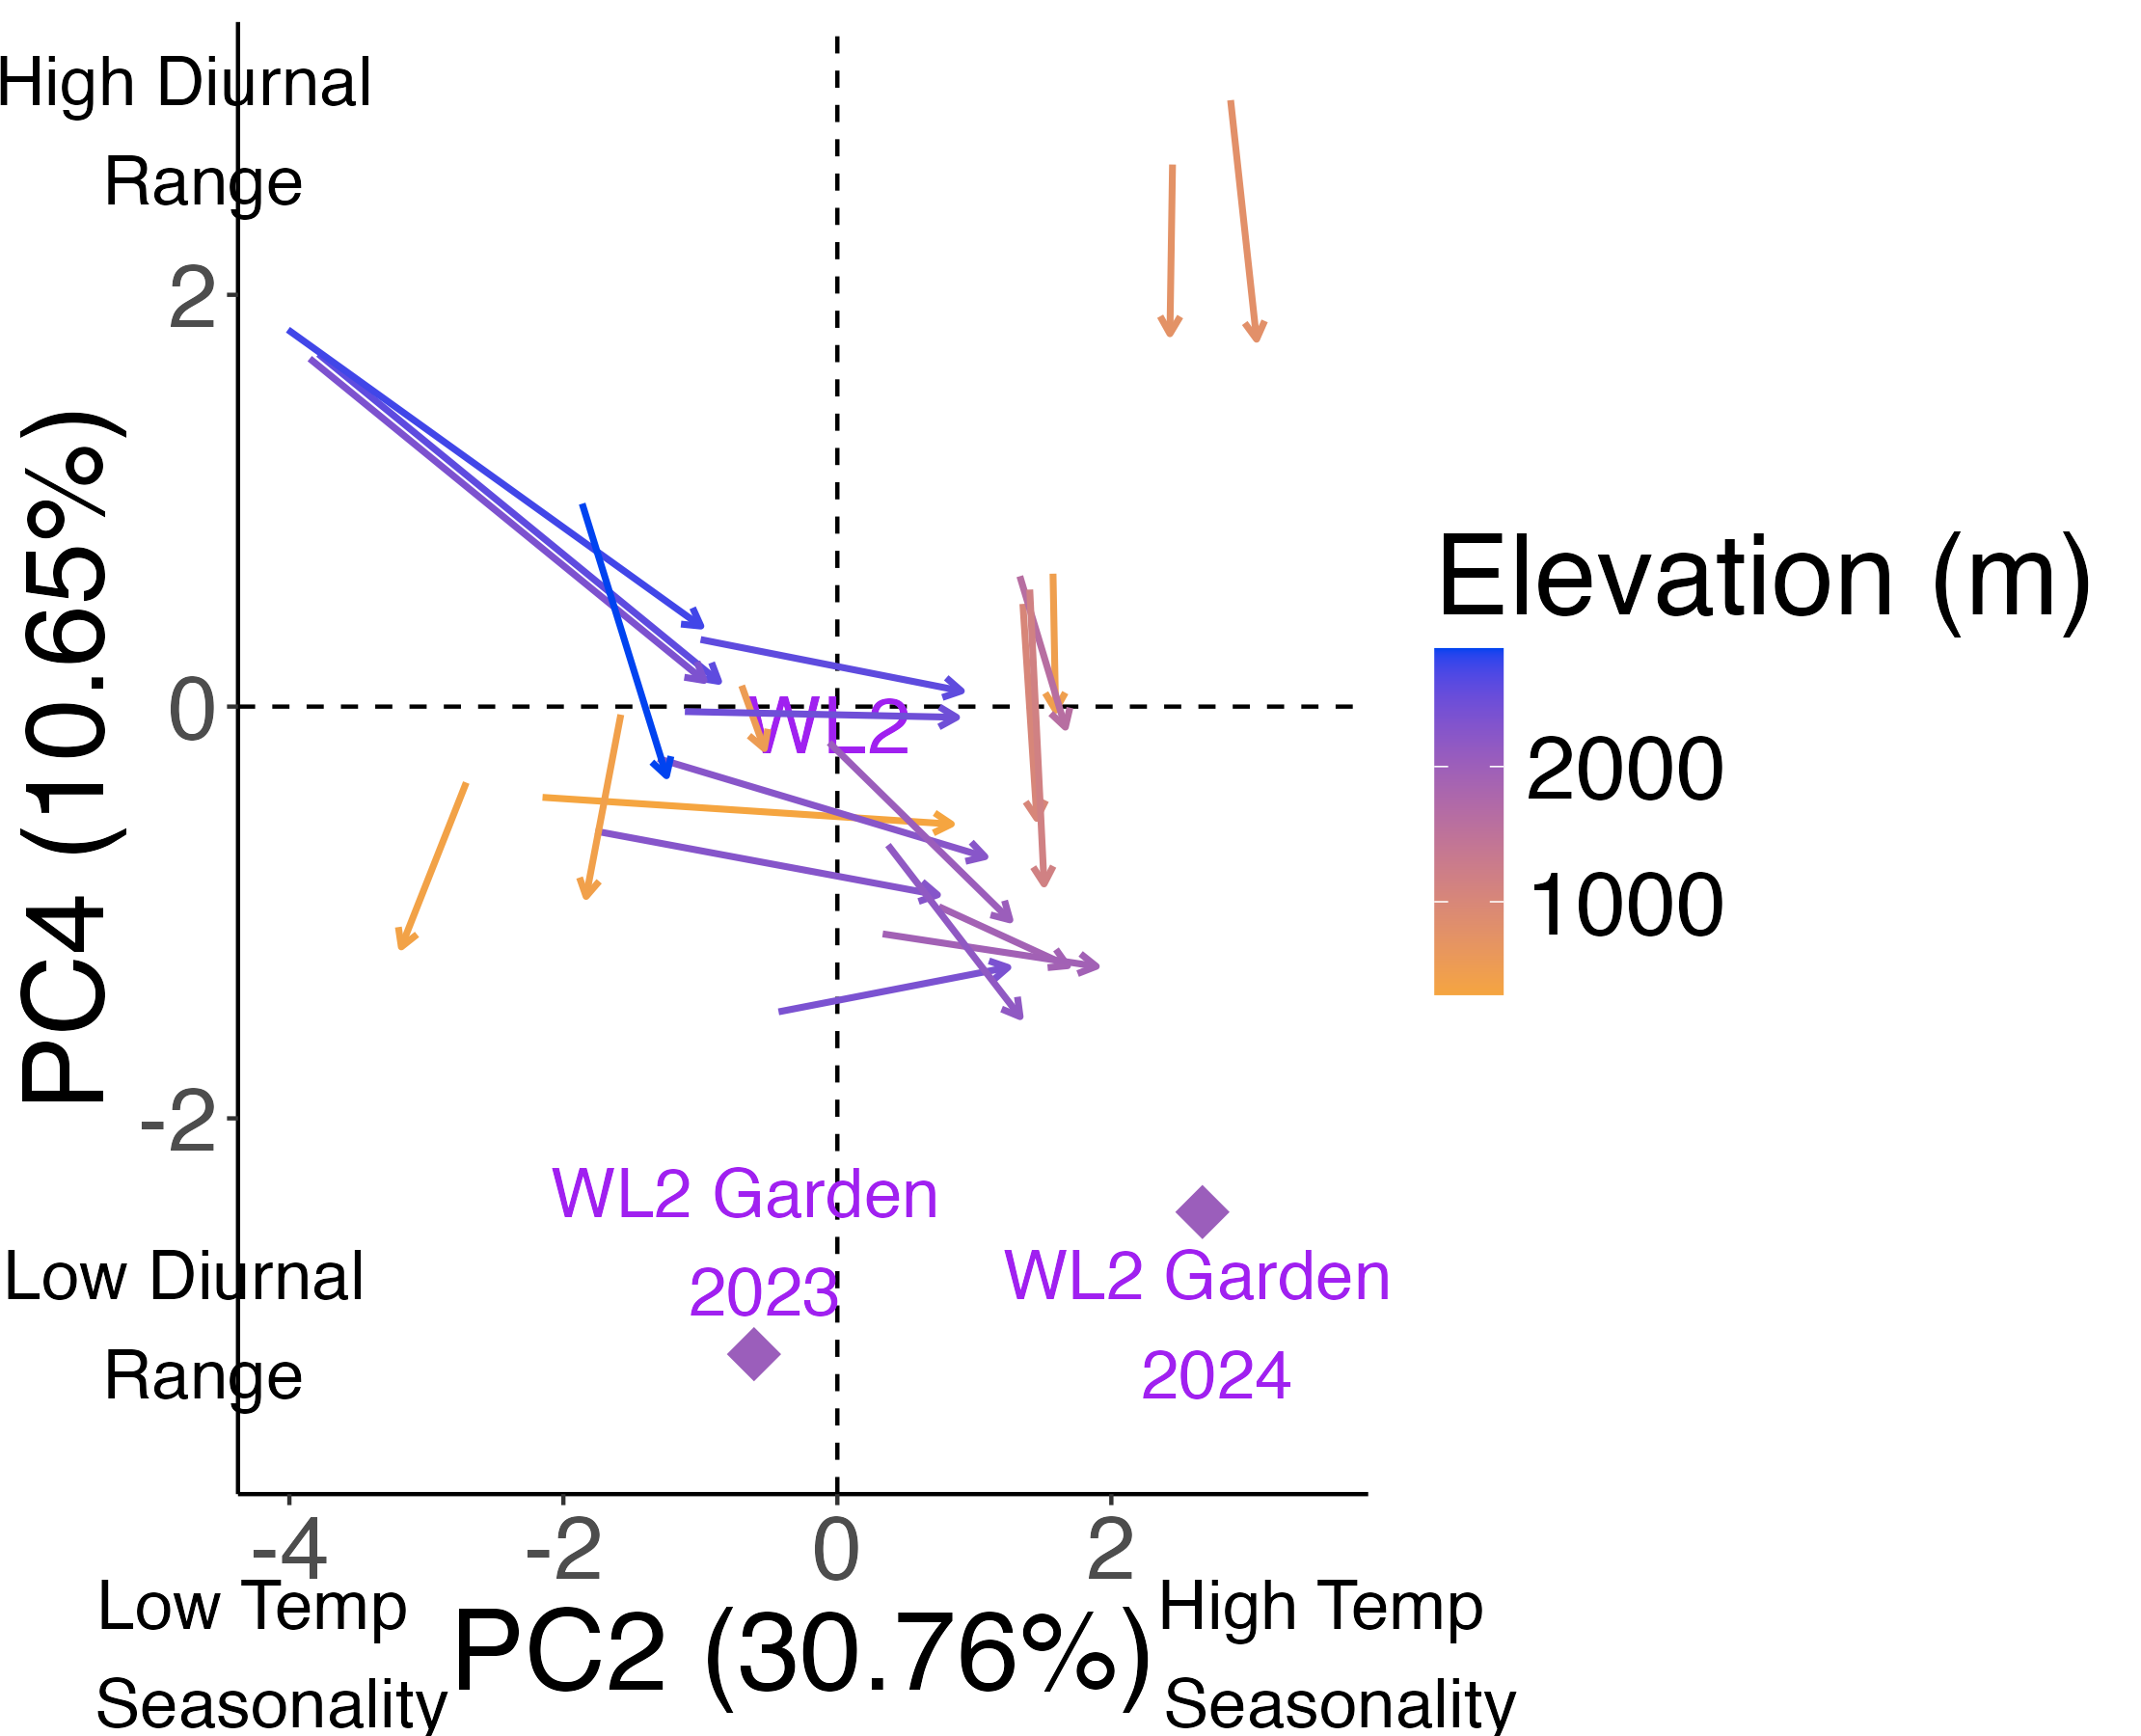 High Diurnal
Range
2
0
-2
PC4 (10.65%)
WL2
WL2 Garden
2023
WL2 Garden
2024
Low Diurnal
Range
-4
-2
0
2
Low Temp
Seasonality
PC2 (30.76%)
High Temp
Seasonality
Elevation (m)
2000
1000